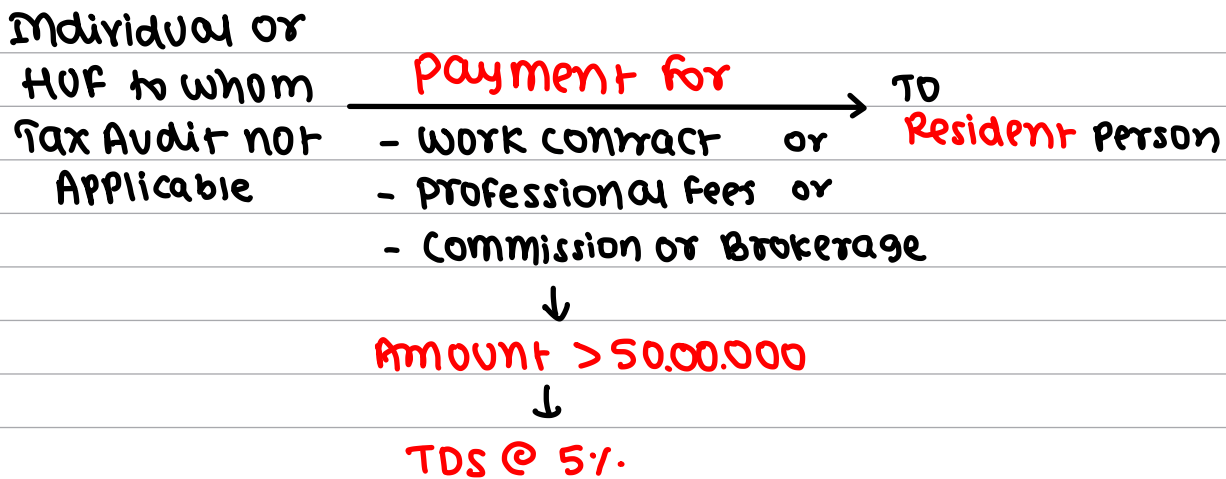 Individual or
HUF to whom
Tax Audit not
Applicable
Payment for
- Work contract or
- Professional Fees or
- Commission or Brokerage
↓
Amount > 50.00.000
↓
TDS @ 5%.
→ TO
Resident Person